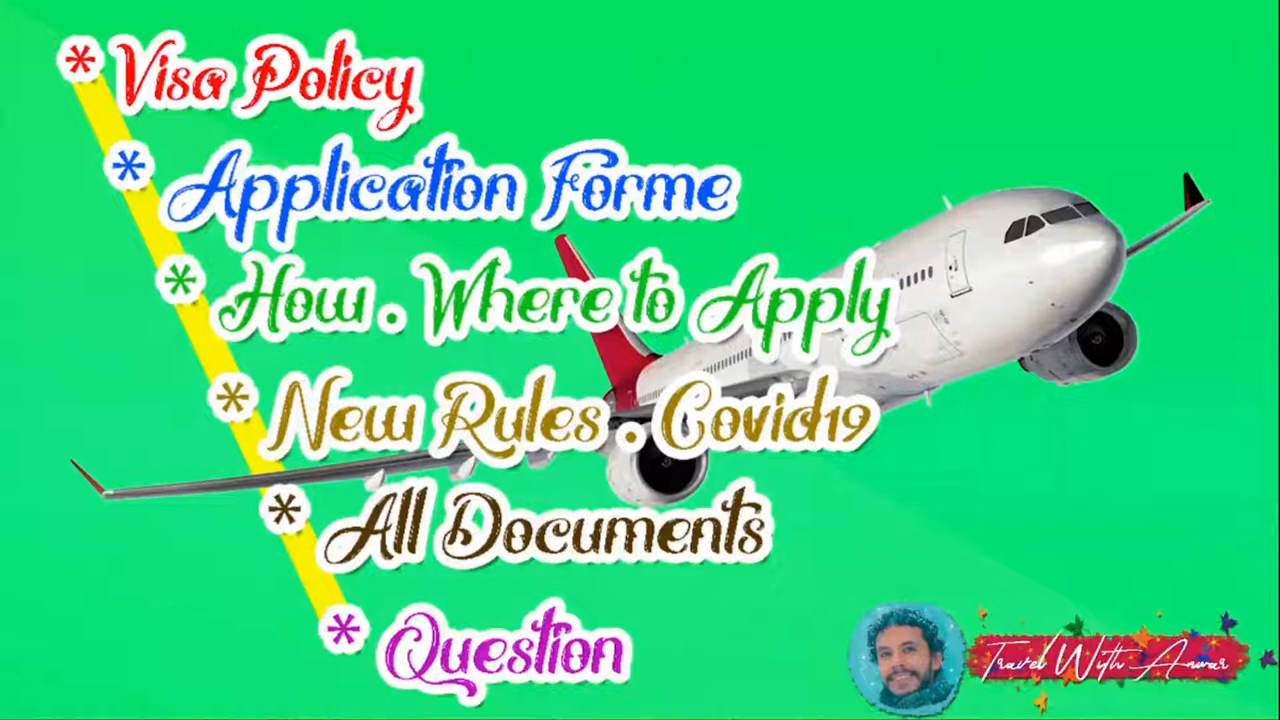 * Visa Policy
* Application Forme
* How . Where to Apply
* New Rules . Covid19
* All Documents
* Question
Travel With Anwar